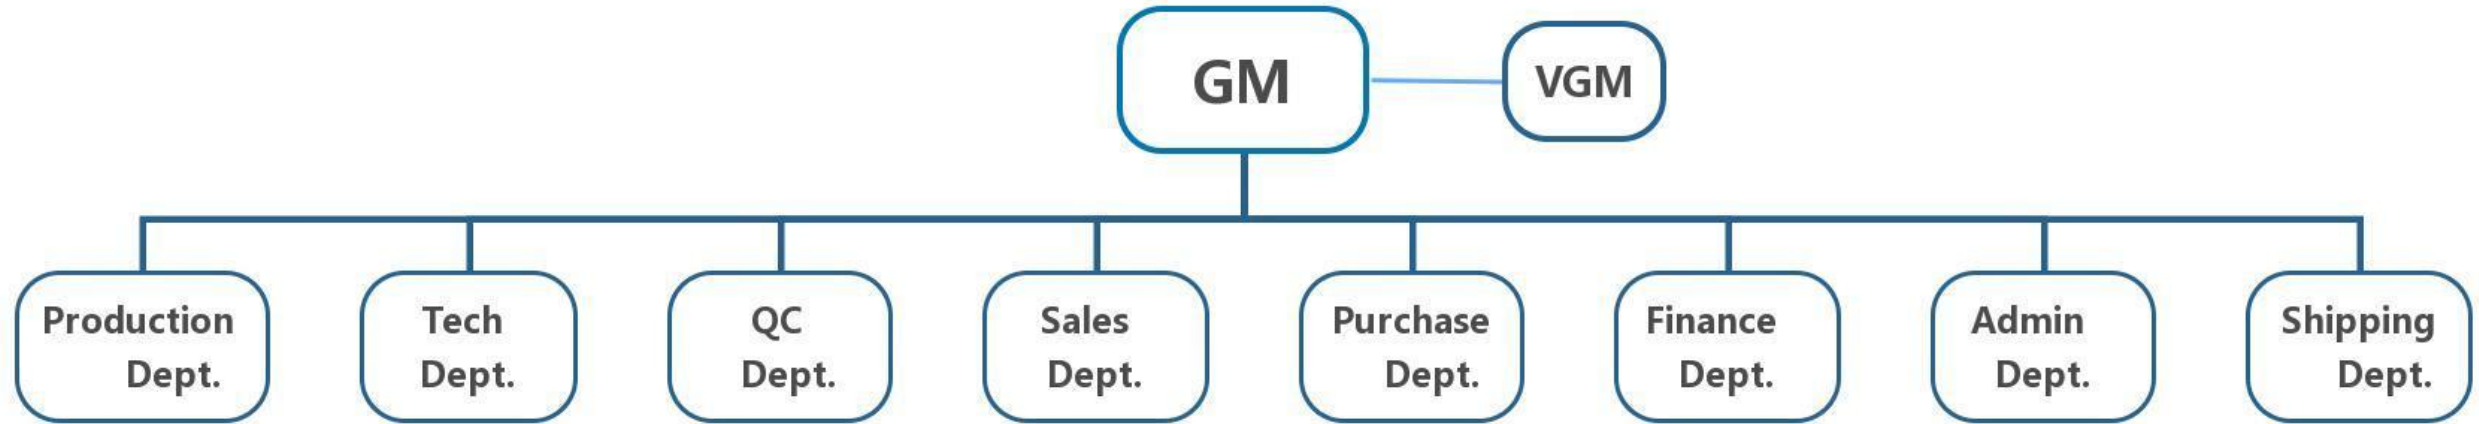 GM
VGM
Production
Dept.
Tech
Dept.
QC
Dept.
Sales
Dept.
Purchase
Dept.
Finance
Dept.
Admin
Dept.
Shipping
Dept.